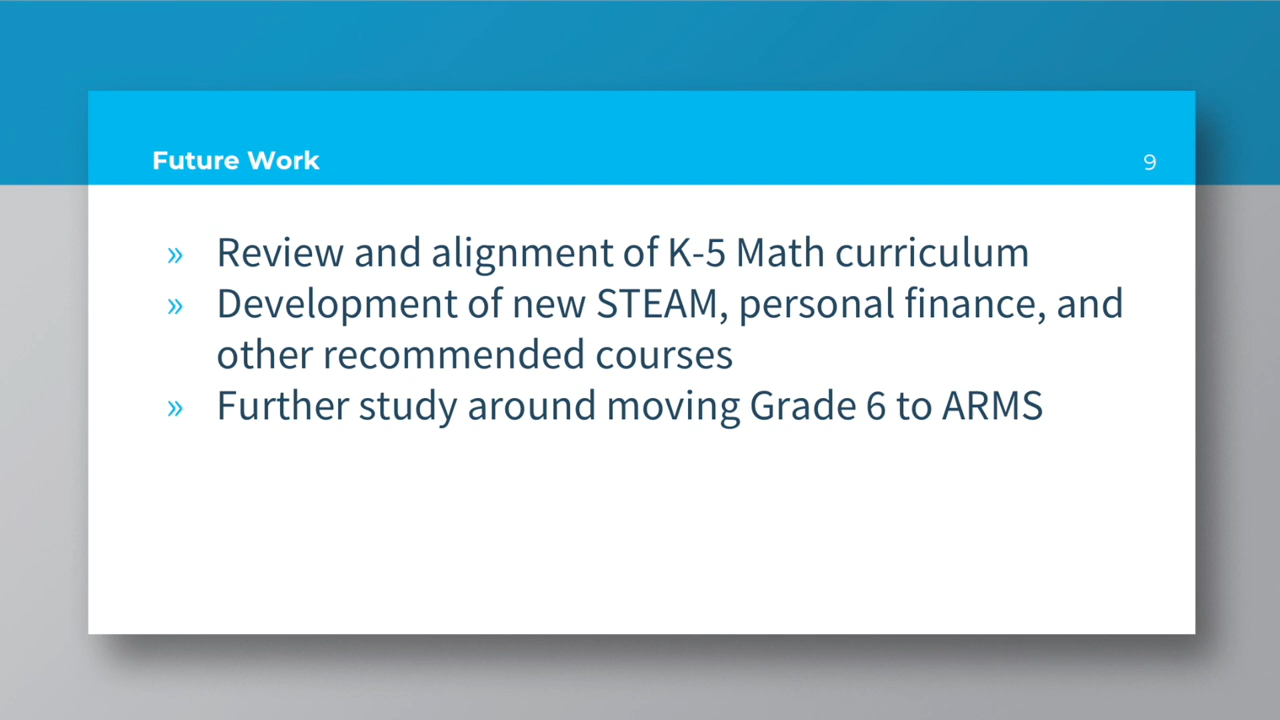 Future Work
9
» Review and alignment of K-5 Math curriculum
» Development of new STEAM, personal finance, and
other recommended courses
» Further study around moving Grade 6 to ARMS